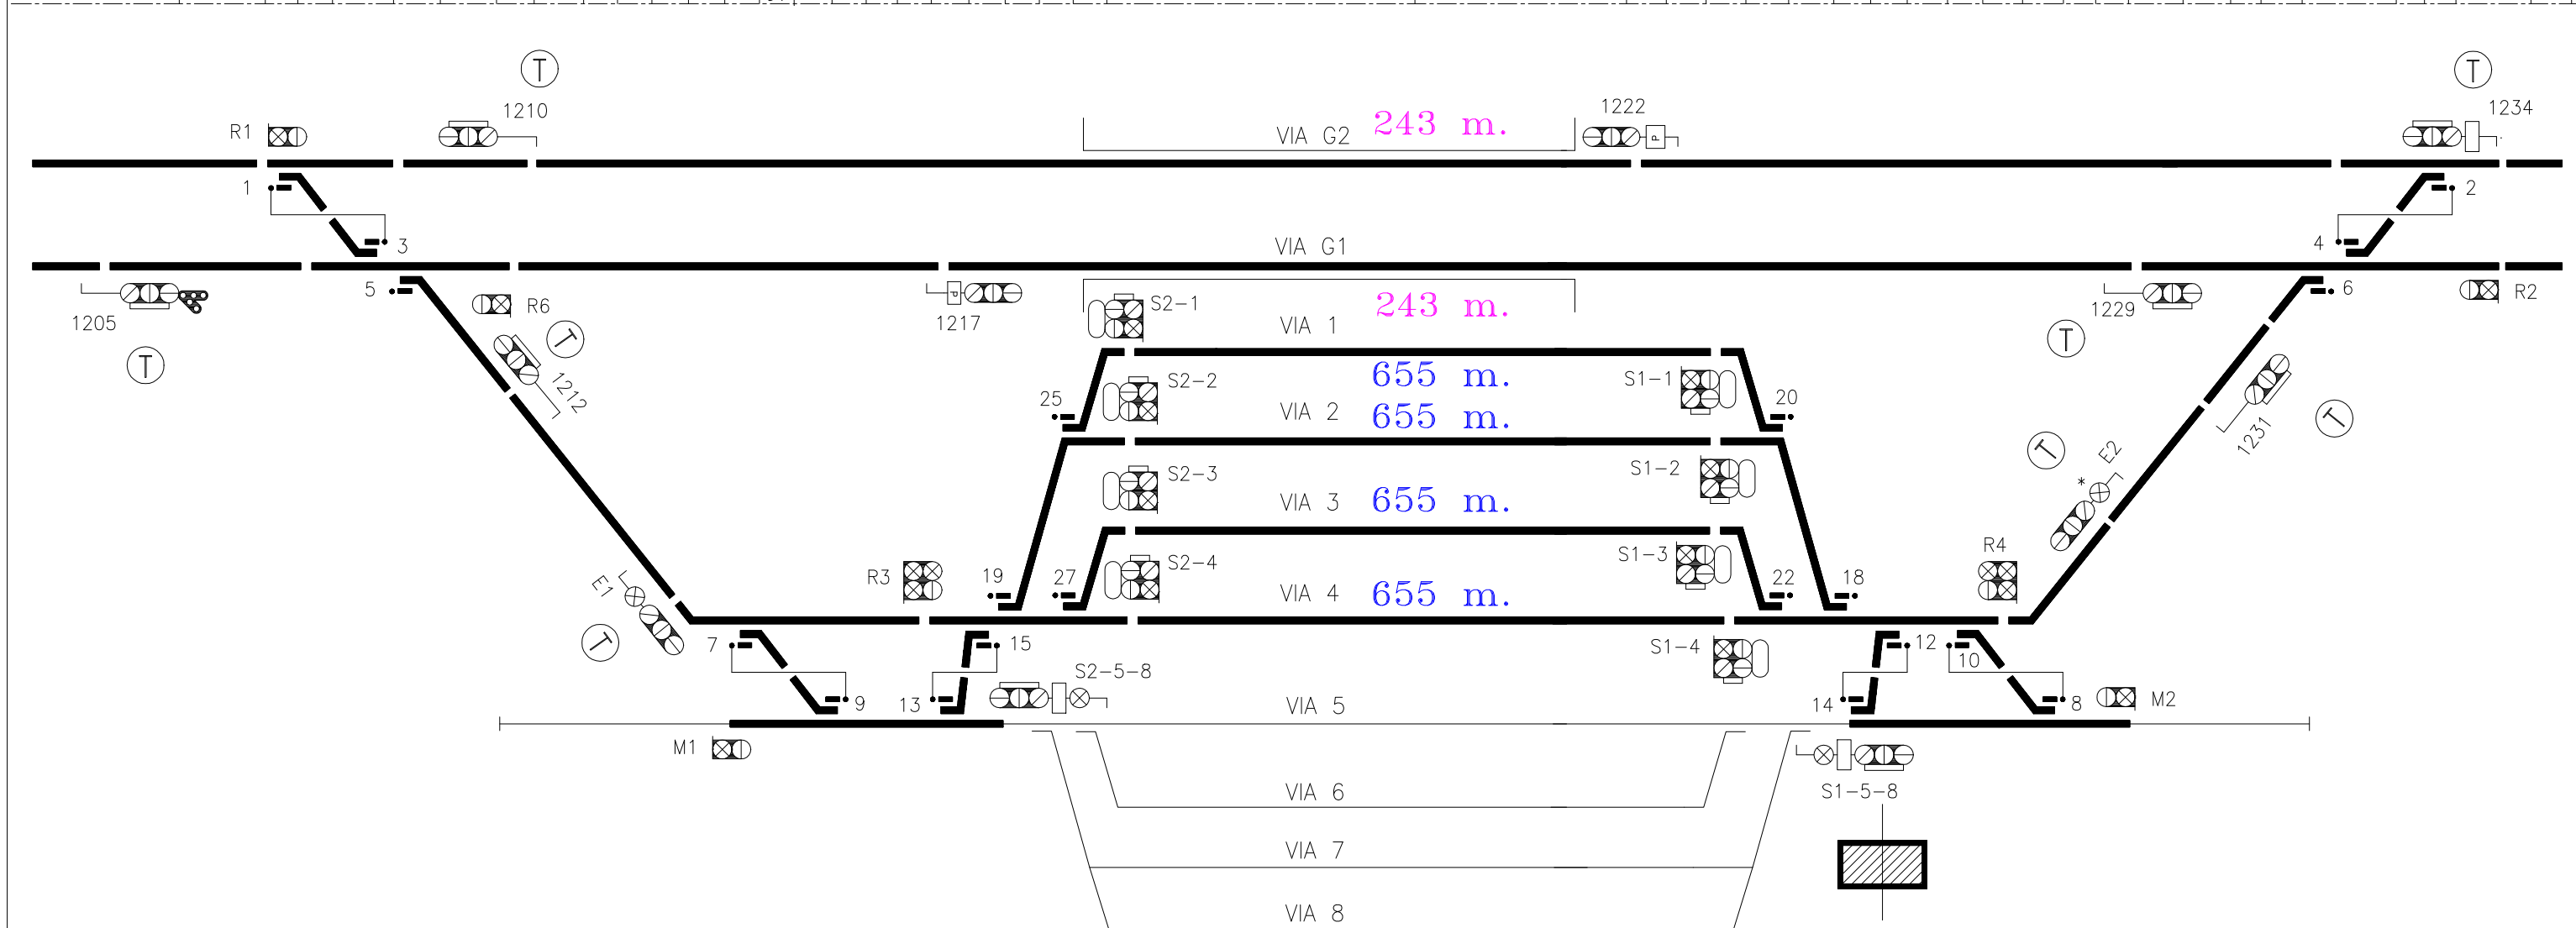 T
T
1210
1222
1234
R1
VIA G2 243 m.
1
2
3
VIA G1
4
5
R6
1205
1217
S2-1
243 m.
VIA 1
1229
6
R2
T
T
T
1212
S2-2
655 m.
S1-1
25
VIA 2 655 m.
20
1231
T
T
* E2
S2-3
VIA 3 655 m.
S1-2
R3
E1
19
27
S2-4
VIA 4 655 m.
S1-3
22
18
R4
T
7
15
S1-4
12
10
9
13
S2-5-8
VIA 5
14
8
M2
M1
VIA 6
S1-5-8
VIA 7
VIA 8
P
P